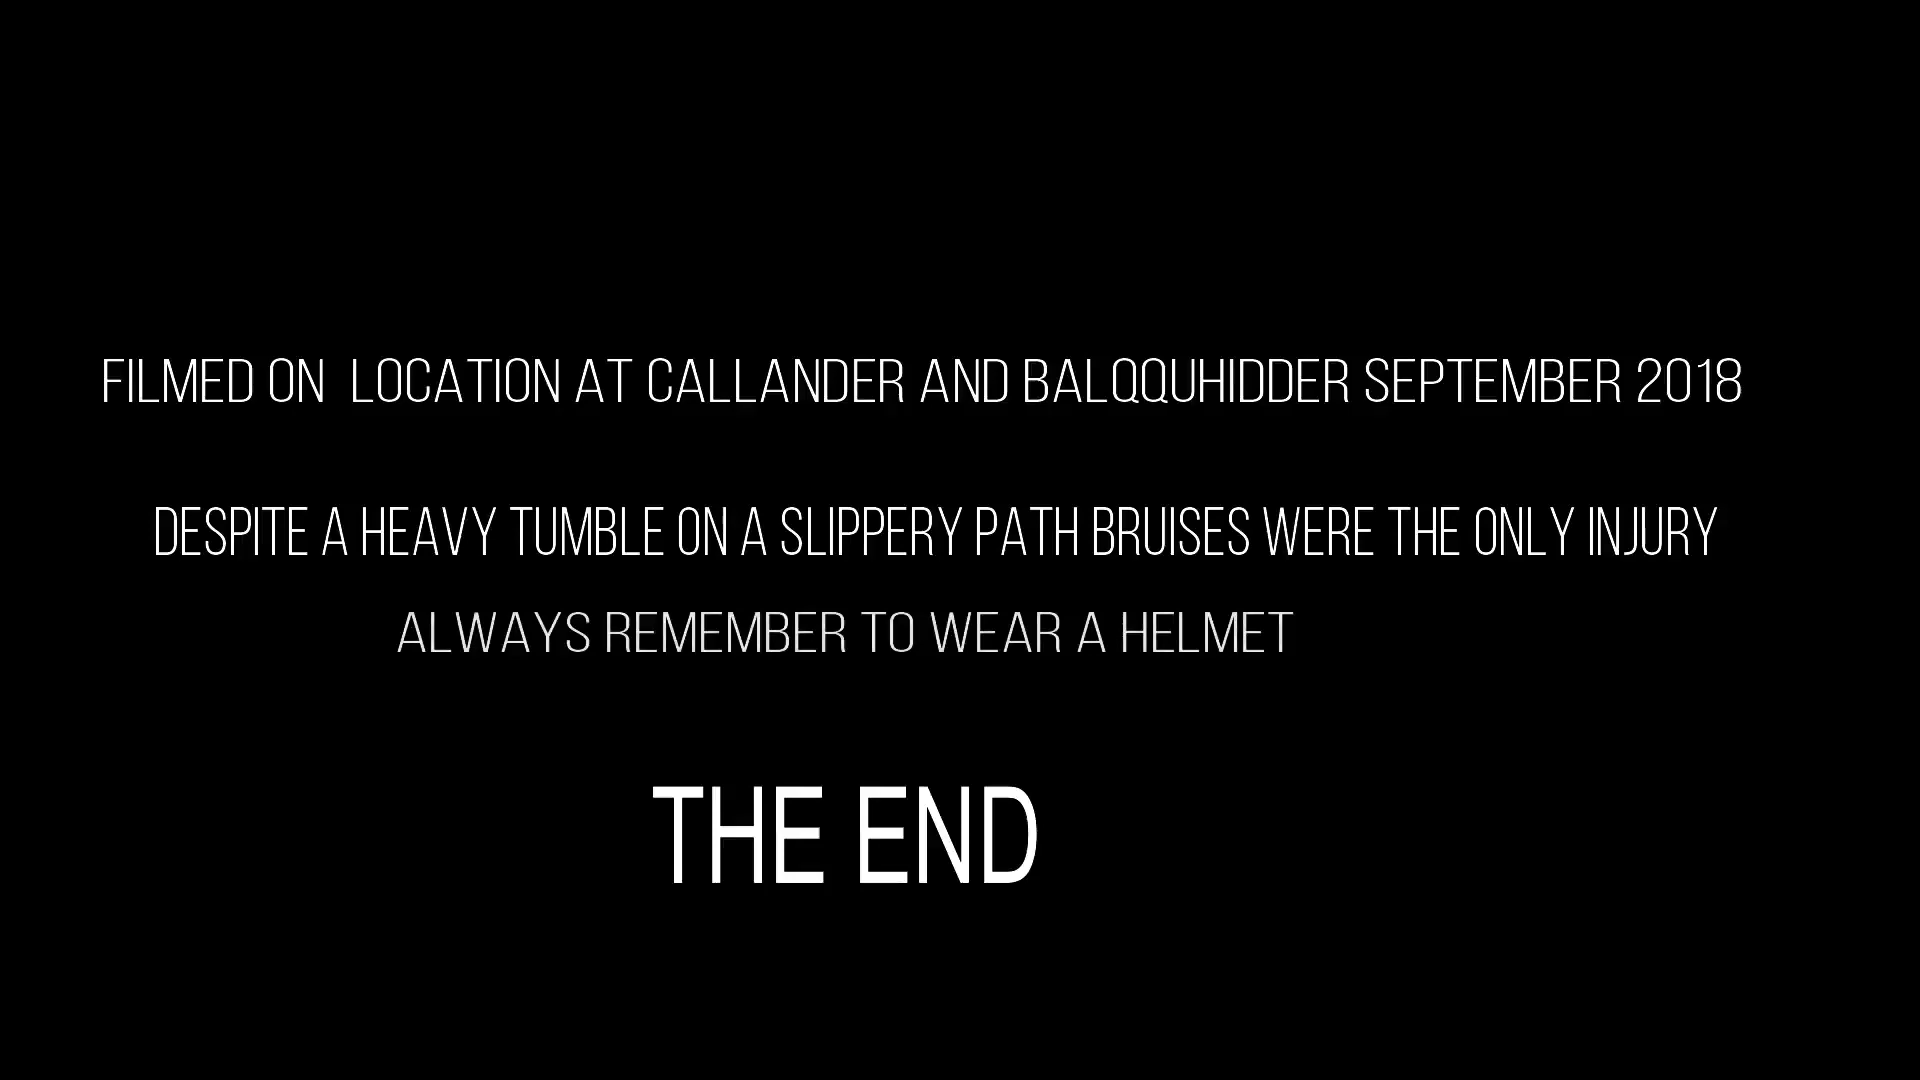 FILMED ON LOCATION AT CALLANDER AND BALQQUHIDDER SEPTEMBER 2018
DESPITE A HEAVY TUMBLE ON A SLIPPERY PATH BRUISES WERE THE ONLY INJURY
ALWAYS REMEMBER TO WEAR A HELMET
THE END